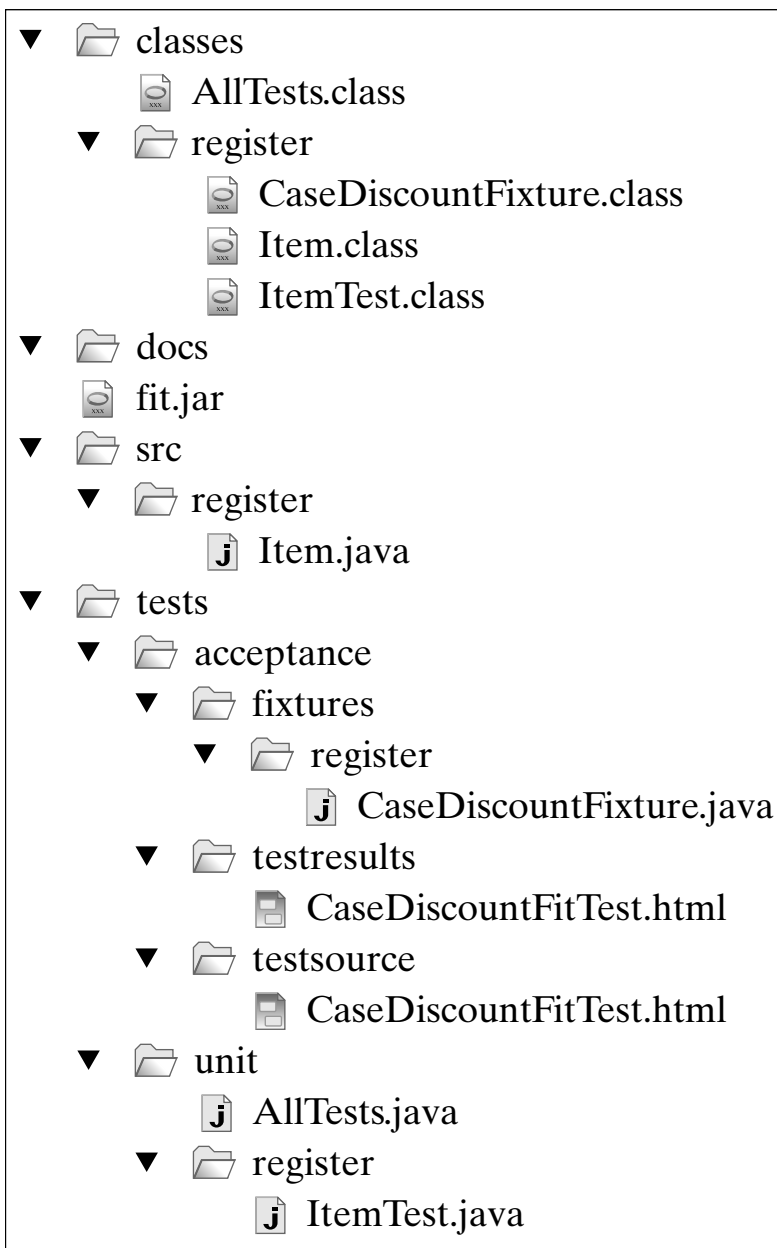 classes
AllTests.class
register
CaseDiscountFixture.class
Item.class
ItemTest.class
docs
fit.jar
src
register
Item.java
tests
acceptance
fixtures
register
CaseDiscountFixture.java
testresults
CaseDiscountFitTest.html
testsource
CaseDiscountFitTest.html
unit
AllTests.java
register
ItemTest.java